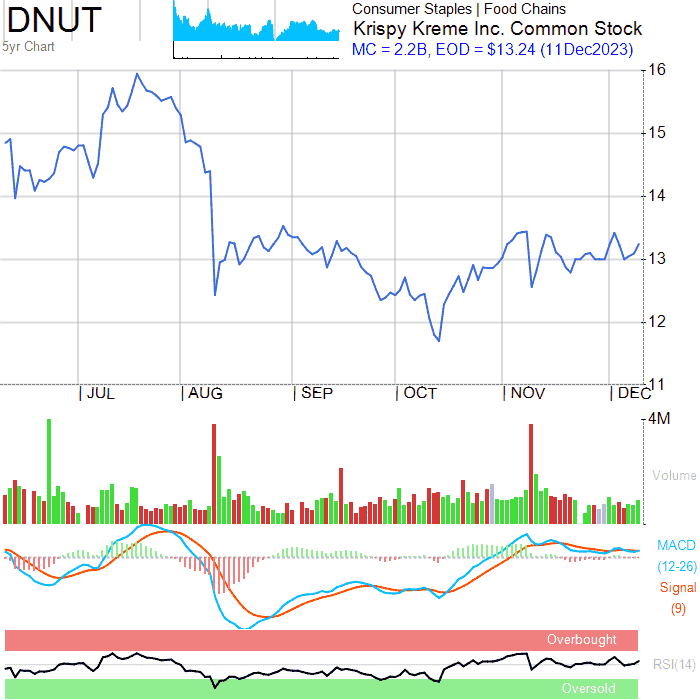 DNUT
5yr Chart
Consumer Staples | Food Chains
Krispy Kreme Inc. Common Stock
MC = 2.2B, EOD = $13.24 (11Dec2023)
16
15
14
13
12
11
| JUL | AUG | SEP | OCT | NOV | DEC
4M
Volume
MACD
(12-26)
Signal
(9)
Overbought
RSI(14)
Oversold